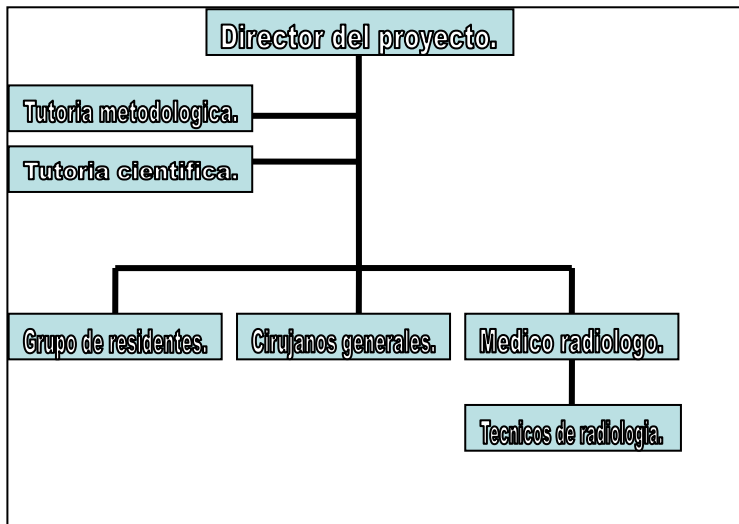 Director del proyecto.
Tutoria metodologica.
Tutoria cientifica.
Grupo de residentes.
Cirujanos generales.
Medico radiologo.
Tecnicos de radiologia.